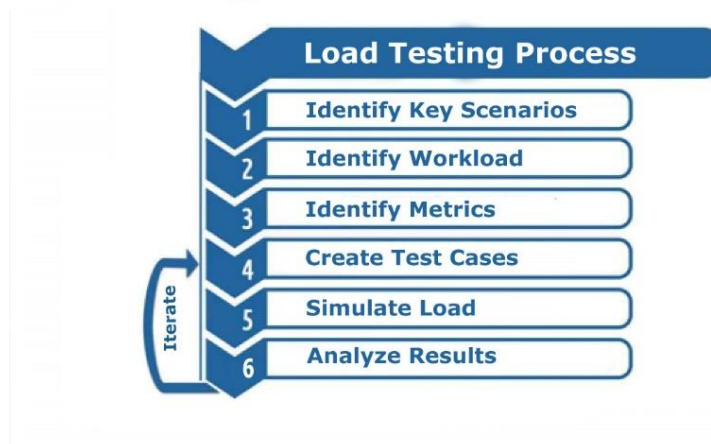 Load Testing Process
1 Identify Key Scenarios
2 Identify Workload
3 Identify Metrics
4 Create Test Cases
5 Simulate Load
6 Analyze Results
Iterate